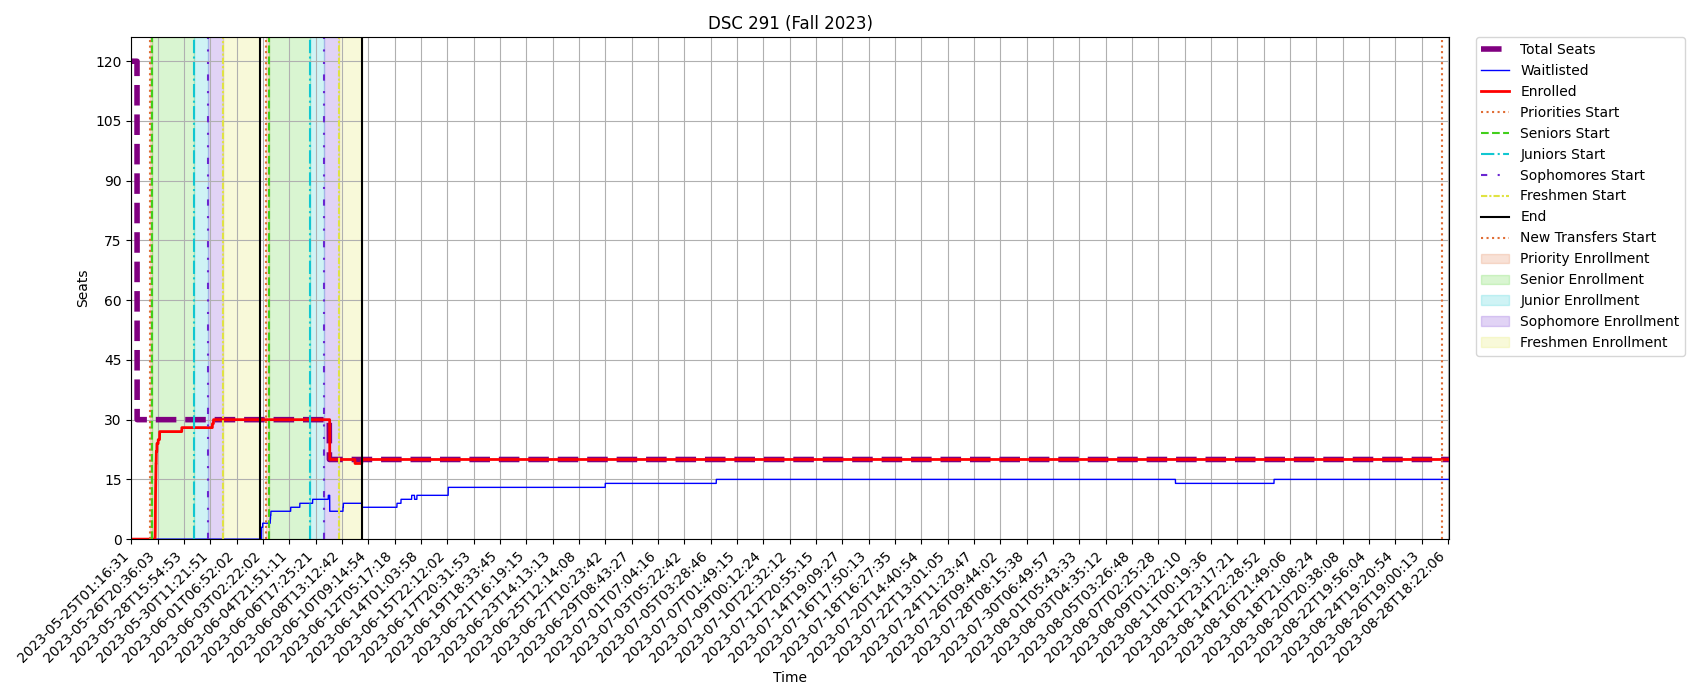 DSC 291 (Fall 2023)
120
105
90
75
60
45
30
15
0
Seats
2023-05-25T01:16:31
2023-05-26T20:36:03
2023-05-28T15:54:53
2023-05-30T11:21:51
2023-06-01T06:52:02
2023-06-03T02:22:02
2023-06-04T21:51:11
2023-06-06T17:25:21
2023-06-08T13:12:42
2023-06-10T09:14:54
2023-06-12T05:17:18
2023-06-14T01:03:58
2023-06-15T22:12:02
2023-06-17T20:31:53
2023-06-19T18:33:45
2023-06-21T16:19:15
2023-06-23T14:13:13
2023-06-25T12:14:08
2023-06-27T10:23:42
2023-06-29T08:43:27
2023-07-01T07:04:16
2023-07-03T05:22:42
2023-07-05T03:28:46
2023-07-07T01:49:15
2023-07-09T00:12:24
2023-07-10T22:32:12
2023-07-12T20:55:15
2023-07-14T19:09:27
2023-07-16T17:50:13
2023-07-18T16:27:35
2023-07-20T14:40:54
2023-07-22T13:01:05
2023-07-24T11:23:47
2023-07-26T09:44:02
2023-07-28T08:15:38
2023-07-30T06:49:57
2023-08-01T05:43:33
2023-08-03T04:35:12
2023-08-05T03:26:48
2023-08-07T02:25:28
2023-08-09T01:22:10
2023-08-11T00:19:36
2023-08-12T23:17:21
2023-08-14T22:28:52
2023-08-16T21:49:06
2023-08-18T21:08:24
2023-08-20T20:38:08
2023-08-22T19:56:04
2023-08-24T19:20:54
2023-08-26T19:00:13
2023-08-28T18:22:06
Time
Total Seats
Waitlisted
Enrolled
Priorities Start
Seniors Start
Juniors Start
Sophomores Start
Freshmen Start
End
New Transfers Start
Priority Enrollment
Senior Enrollment
Junior Enrollment
Sophomore Enrollment
Freshmen Enrollment